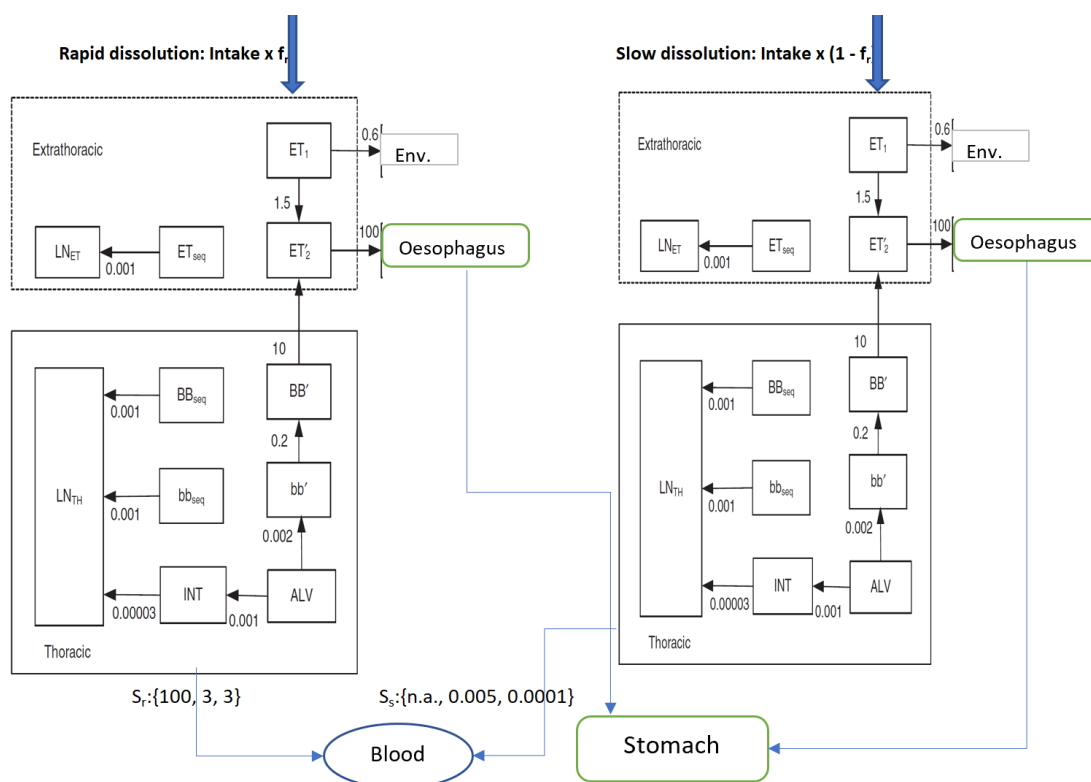 Rapid dissolution: Intake x fr
Extrathoracic
ET1
0.6
Env.
1.5
LNET
0.001
ETseq
ET′2
100
Oesophagus
10
BB′
BBseq
0.001
0.2
LNTH
bbseq
0.001
bb′
0.002
INT
ALV
0.00003
0.001
Thoracic
Sr:{100, 3, 3}
Slow dissolution: Intake x (1 - fr)
Extrathoracic
ET1
0.6
Env.
1.5
LNET
0.001
ETseq
ET′2
100
Oesophagus
10
BB′
BBseq
0.001
0.2
LNTH
bbseq
0.001
bb′
0.002
INT
ALV
0.00003
0.001
Thoracic
Ss:{n.a., 0.005, 0.0001}
Blood
Stomach